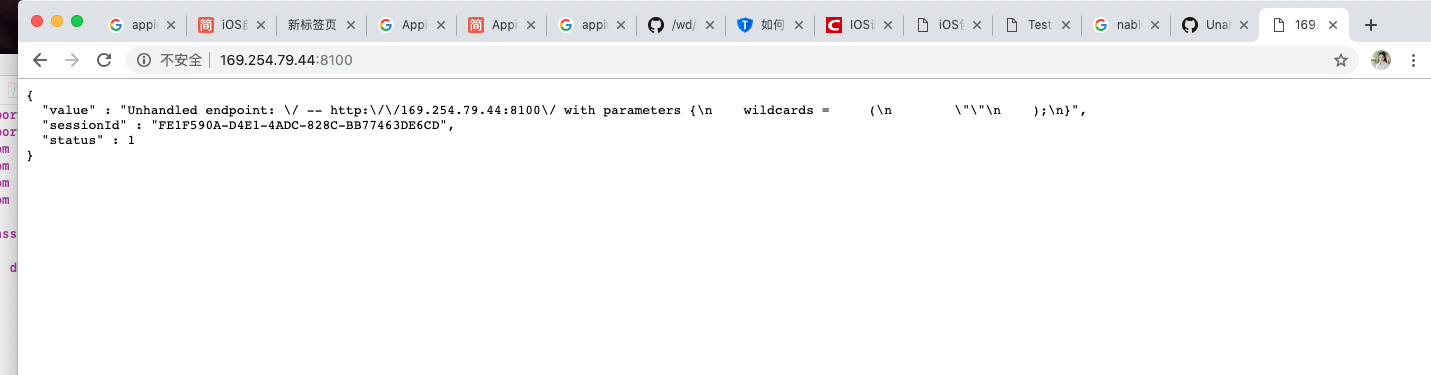 appi
iOS自
新标签页
Appi
Appi
appi
/wd/
如何
IOS
iOS
Test
nabl
Unal
169.
不安全
169.254.79.44:8100
{
"value" : "Unhandled endpoint: \/ -- http:\/\/169.254.79.44:8100\/ with parameters {\n    wildcards =     (\n        \"\"\n    );\n}",
"sessionId" : "FE1F590A-D4E1-4ADC-828C-BB77463DE6CD",
"status" : 1
}
por
por
om
om
om
om
ass
d